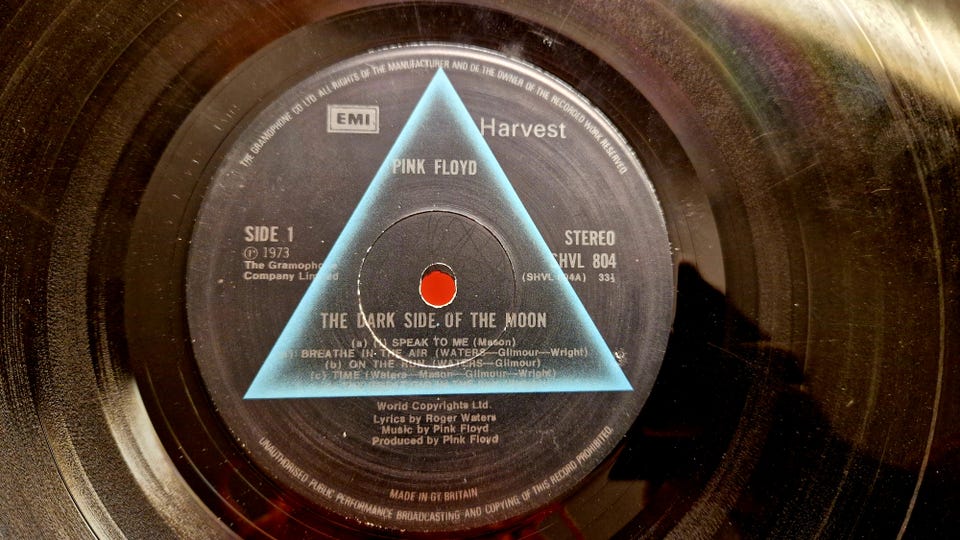 THE GRAMOPHONE CO LTD ALL RIGHTS OF THE MANUFACTURER AND OF THE OWNER OF THE RECORDED WORK RESERVED.
EMI
Harvest
PINK FLOYD
SIDE 1
Ⓟ 1973
The Gramopho
Company Limited
STEREO
SHVL 804
(SHVL 804A) 33⅓
THE DARK SIDE OF THE MOON
(a) SPEAK TO ME (Mason)
BREATHE IN THE AIR (WATERS—Gilmour—Wright)
(b) ON THE RUN (WATERS—Gilmour)
(c) TIME (Waters—Mason—Gilmour—Wright)
World Copyrights Ltd.
Lyrics by Roger Waters
Music by Pink Floyd
Produced by Pink Floyd
MADE IN GT BRITAIN
UNAUTHORISED PUBLIC PERFORMANCE BROADCASTING AND COPYING OF THIS RECORD PROHIBITED.